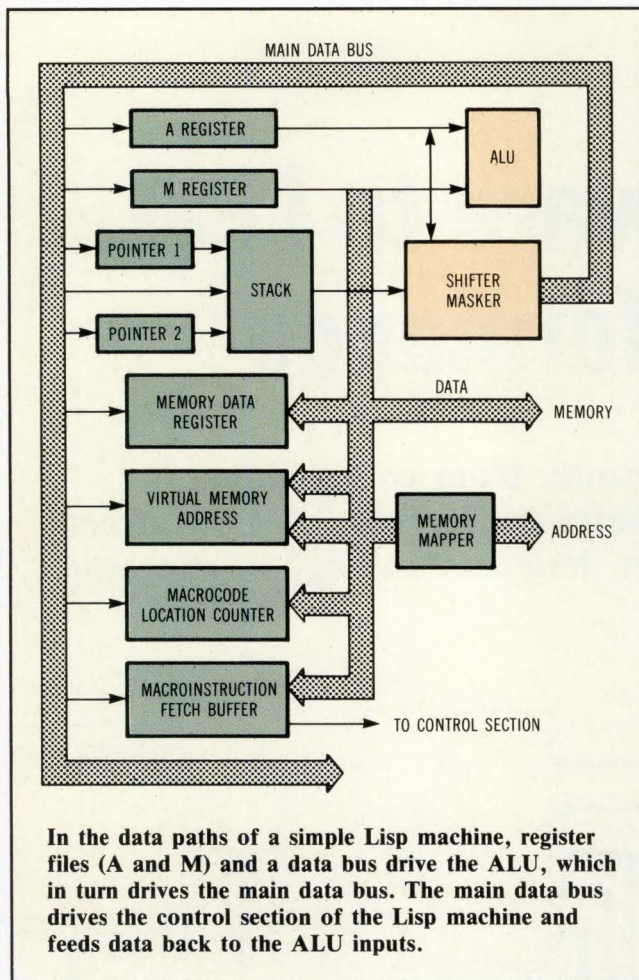 MAIN DATA BUS
A REGISTER
ALU
M REGISTER
POINTER 1
STACK
SHIFTER
MASKER
POINTER 2
DATA
MEMORY DATA
REGISTER
MEMORY
VIRTUAL MEMORY
ADDRESS
MEMORY
MAPPER
ADDRESS
MACROCODE
LOCATION COUNTER
MACROINSTRUCTION
FETCH BUFFER
TO CONTROL SECTION
In the data paths of a simple Lisp machine, register
files (A and M) and a data bus drive the ALU, which
in turn drives the main data bus. The main data bus
drives the control section of the Lisp machine and
feeds data back to the ALU inputs.